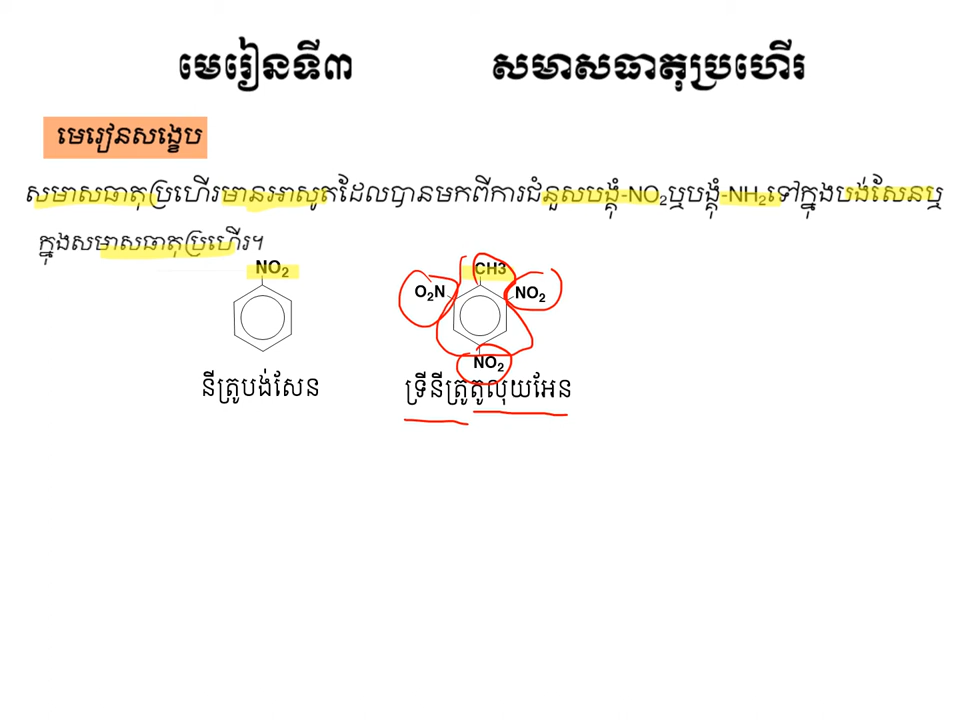 មេរៀនទី៣ សមាសធាតុប្រហើរ
មេរៀនសង្ខេប
សមាសធាតុប្រហើរមានអាសូតដែលបានមកពីការជំនួសបង្គុំ-NO₂ឬបង្គុំ-NH₂ទៅក្នុងបង់សែនឬ
ក្នុងសមាសធាតុប្រហើរ។
NO₂ CH3
O₂N NO₂
NO₂
នីត្រូបង់សែន ទ្រីនីត្រូតូលុយអែន